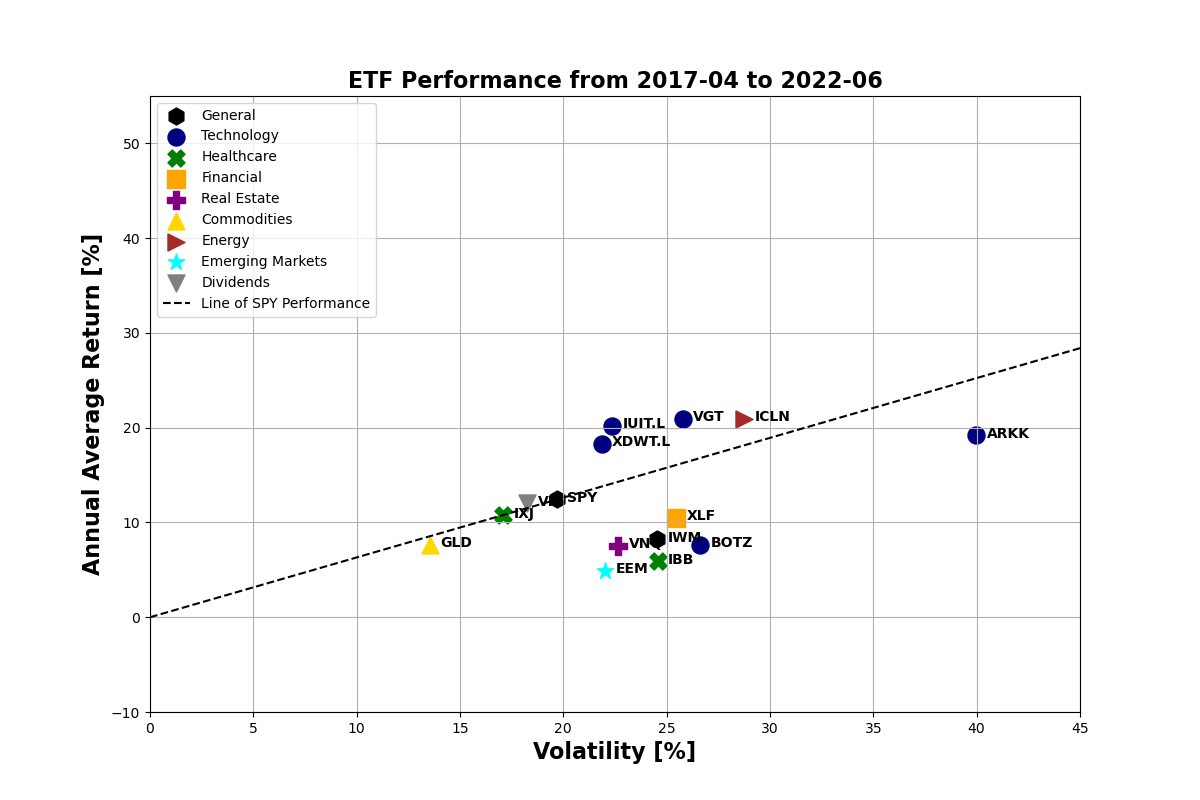 ETF Performance from 2017-04 to 2022-06
General
Technology
Healthcare
Financial
Real Estate
Commodities
Energy
Emerging Markets
Dividends
Line of SPY Performance
Annual Average Return [%]
50
40
30
20
10
0
−10
ICLN
VGT
IUIT.L
ARKK
XDWT.L
SPY
IXJ
XLF
IWM
GLD
BOTZ
IBB
EEM
0
5
10
15
20
25
30
35
40
45
Volatility [%]